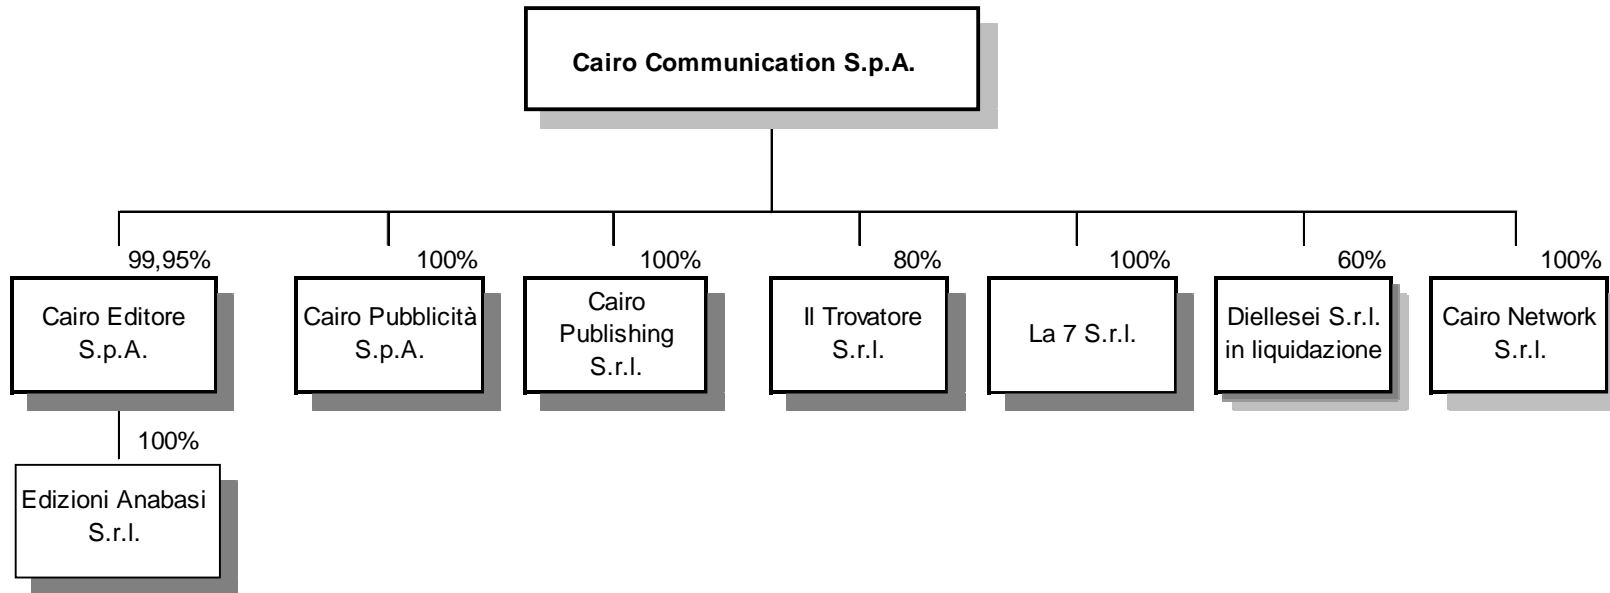 Cairo Communication S.p.A.
99,95%
100%
100%
80%
100%
60%
100%
Cairo Editore
S.p.A.
Cairo Pubblicità
S.p.A.
Cairo
Publishing
S.r.l.
Il Trovatore
S.r.l.
La 7 S.r.l.
Diellesei S.r.l.
in liquidazione
Cairo Network
S.r.l.
100%
Edizioni Anabasi
S.r.l.